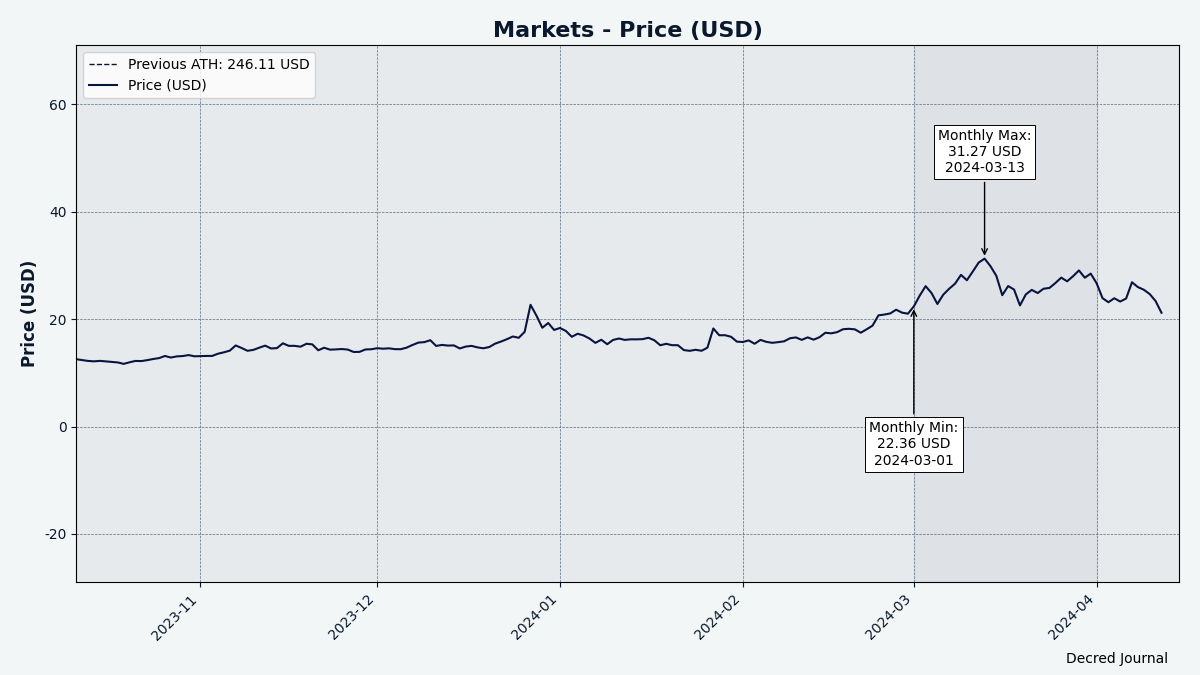 Markets - Price (USD)
Previous ATH: 246.11 USD
Price (USD)
Price (USD)
60
40
20
0
-20
Monthly Max:
31.27 USD
2024-03-13
Monthly Min:
22.36 USD
2024-03-01
2023-11
2023-12
2024-01
2024-02
2024-03
2024-04
Decred Journal